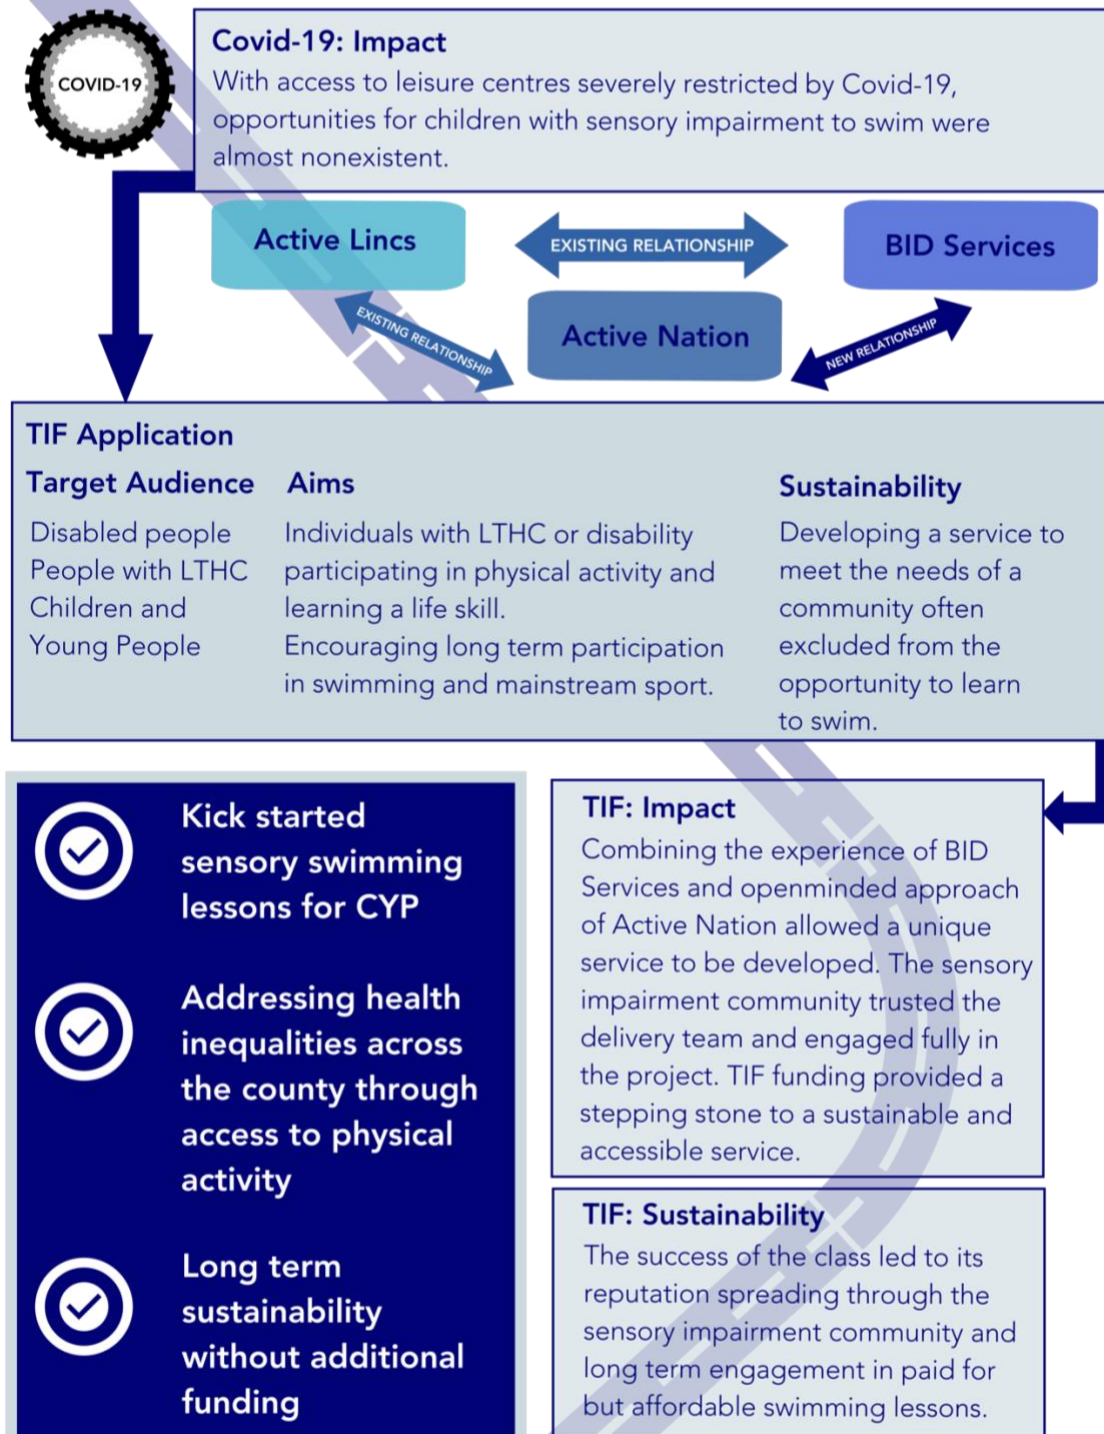 COVID-19
Covid-19: Impact
With access to leisure centres severely restricted by Covid-19,
opportunities for children with sensory impairment to swim were
almost nonexistent.
Active Lincs
EXISTING RELATIONSHIP
BID Services
EXISTING RELATIONSHIP
Active Nation
NEW RELATIONSHIP
TIF Application
Target Audience
Disabled people
People with LTHC
Children and
Young People
Aims
Individuals with LTHC or disability
participating in physical activity and
learning a life skill.
Encouraging long term participation
in swimming and mainstream sport.
Sustainability
Developing a service to
meet the needs of a
community often
excluded from the
opportunity to learn
to swim.
Kick started
sensory swimming
lessons for CYP
Addressing health
inequalities across
the county through
access to physical
activity
Long term
sustainability
without additional
funding
TIF: Impact
Combining the experience of BID
Services and openminded approach
of Active Nation allowed a unique
service to be developed. The sensory
impairment community trusted the
delivery team and engaged fully in
the project. TIF funding provided a
stepping stone to a sustainable and
accessible service.
TIF: Sustainability
The success of the class led to its
reputation spreading through the
sensory impairment community and
long term engagement in paid for
but affordable swimming lessons.